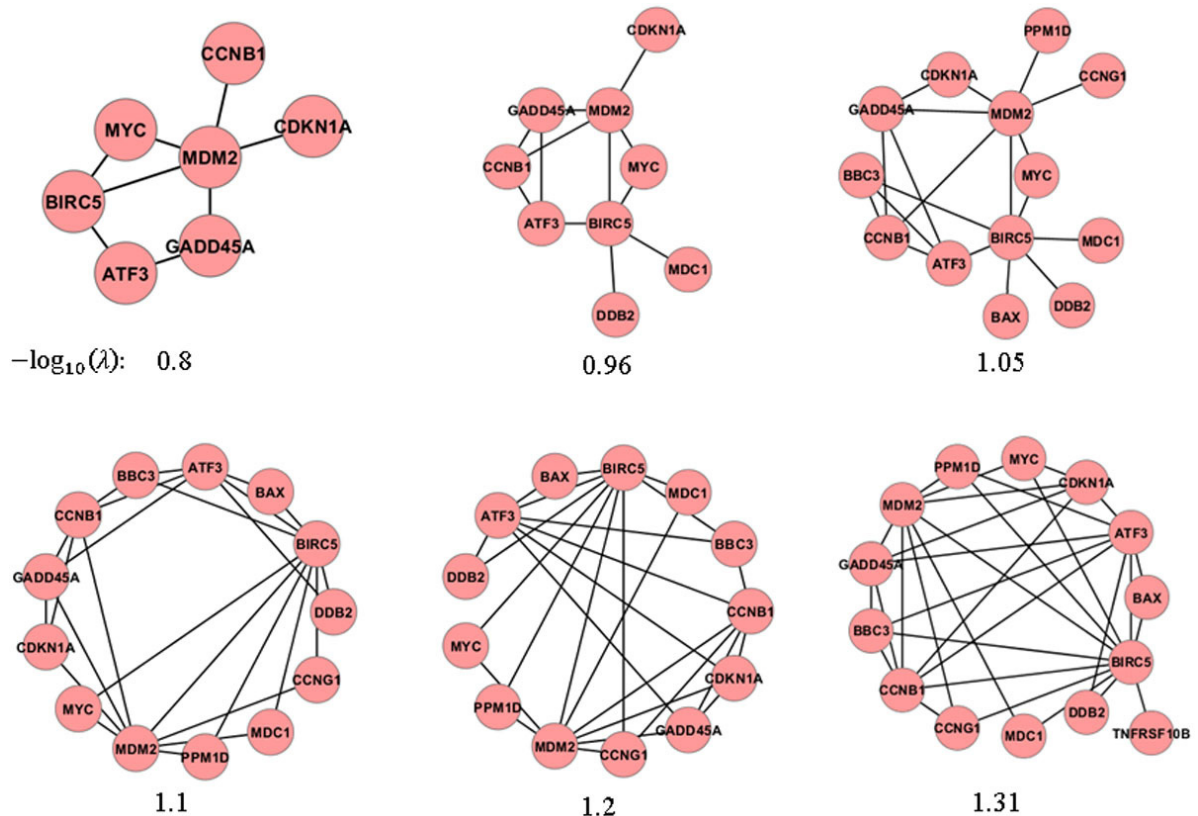 CCNB1
MYC
CDKN1A
MDM2
BIRC5
GADD45A
ATF3
−log₁₀(λ): 0.8
CDKN1A
GADD45A
MDM2
CCNB1
MYC
ATF3
BIRC5
MDC1
DDB2
0.96
PPM1D
CDKN1A
CCNG1
GADD45A
MDM2
BBC3
MYC
CCNB1
BIRC5
MDC1
ATF3
BAX
DDB2
1.05
BBC3
ATF3
BAX
CCNB1
BIRC5
GADD45A
DDB2
CDKN1A
CCNG1
MYC
MDC1
MDM2
PPM1D
1.1
BAX
BIRC5
MDC1
ATF3
BBC3
DDB2
CCNB1
MYC
CDKN1A
PPM1D
GADD45A
MDM2
CCNG1
1.2
PPM1D
MYC
CDKN1A
MDM2
ATF3
GADD45A
BAX
BBC3
BIRC5
CCNB1
DDB2
CCNG1
MDC1
TNFRSF10B
1.31